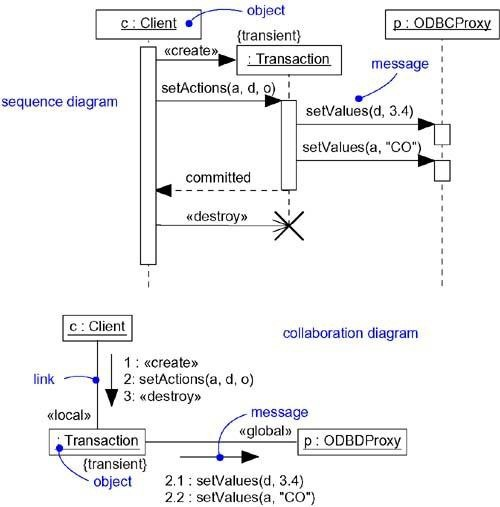 object
c : Client
p : ODBCProxy
{transient}
«create»
: Transaction
message
setActions(a, d, o)
sequence diagram
setValues(d, 3.4)
setValues(a, "CO")
committed
«destroy»
c : Client
collaboration diagram
1 : «create»
link
2: setActions(a, d, o)
3: «destroy»
message
«local»
«global»
: Transaction
p : ODBDProxy
{transient}
object
2.1 : setValues(d, 3.4)
2.2 : setValues(a, "CO")